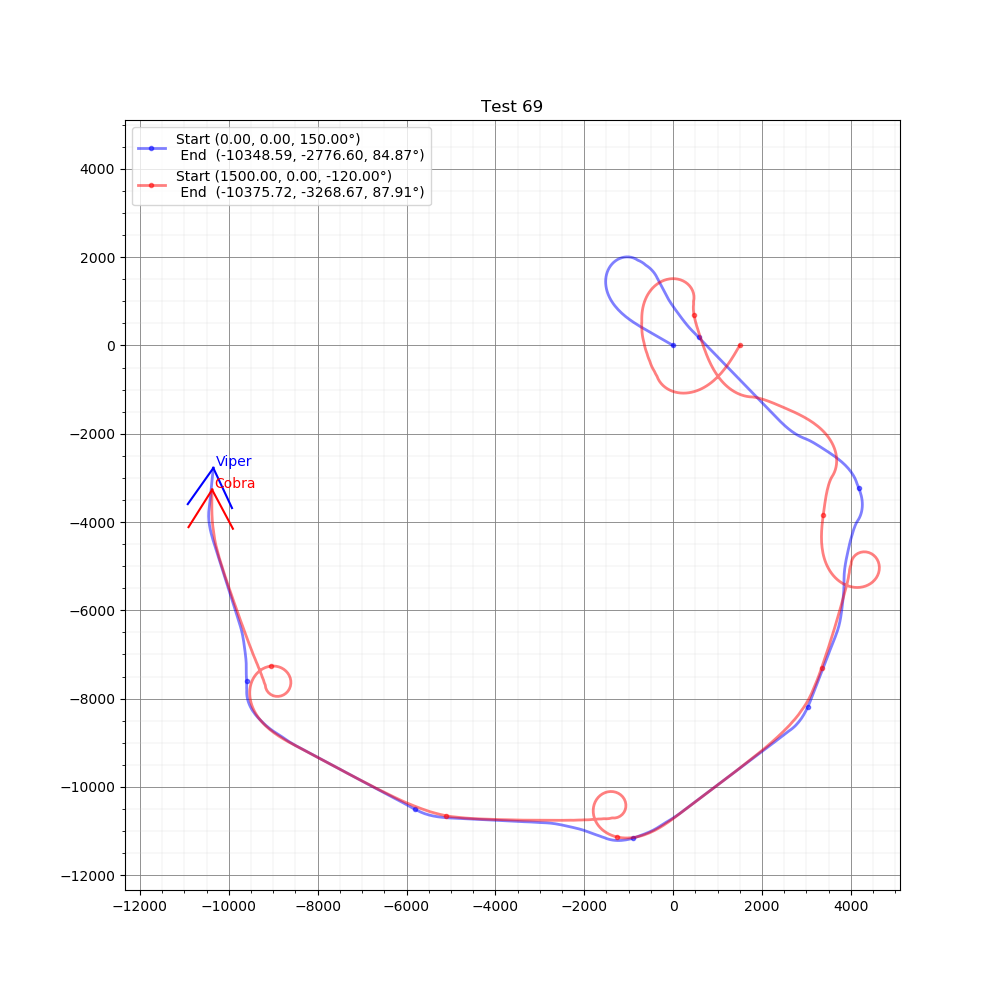 Test 69
Start (0.00, 0.00, 150.00°)
End (-10348.59, -2776.60, 84.87°)
Start (1500.00, 0.00, -120.00°)
End (-10375.72, -3268.67, 87.91°)
4000
2000
0
−2000
Viper
Cobra
−4000
−6000
−8000
−10000
−12000
−12000 −10000 −8000 −6000 −4000 −2000 0 2000 4000